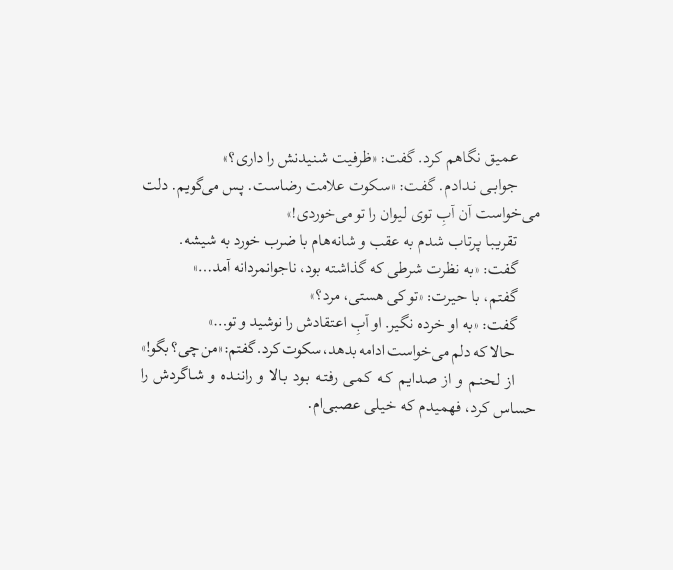 عمیق نگاهم کرد. گفت: «ظرفیت شنیدنش را داری؟»
جوابی ندادم. گفت: «سکوت علامت رضاست. پس می‌گویم. دلت
می‌خواست آن آبِ توی لیوان را تو می‌خوردی!»
تقریبا پرتاب شدم به عقب و شانه‌هام با ضرب خورد به شیشه.
گفت: «به نظرت شرطی که گذاشته بود، ناجوانمردانه آمد...»
گفتم، با حیرت: «تو کی هستی، مرد؟»
گفت: «به او خرده نگیر. او آبِ اعتقادش را نوشید و تو...»
حالا که دلم می‌خواست ادامه بدهد، سکوت کرد. گفتم: «من چی؟ بگو!»
از لحنم و از صدایم که کمی رفته بود بالا و راننده و شاگردش را
حساس کرد، فهمیدم که خیلی عصبی‌ام.